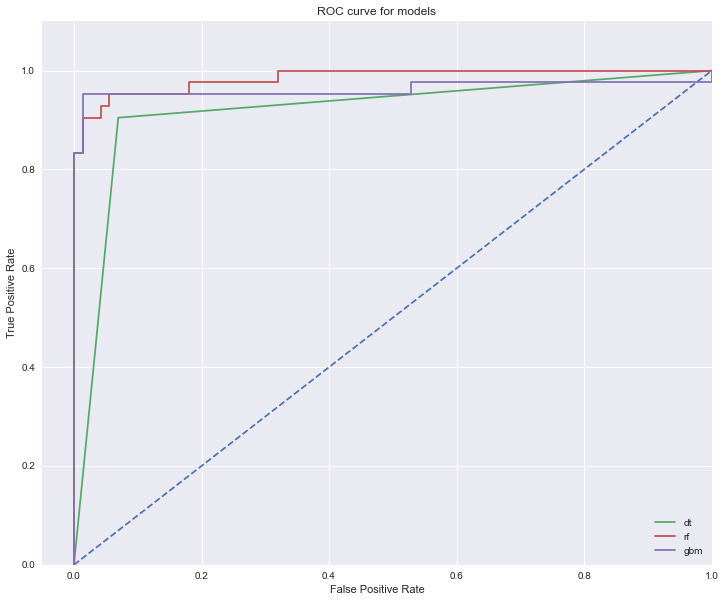 ROC curve for models
1.0
0.8
0.6
0.4
0.2
0.0
True Positive Rate
0.0 0.2 0.4 0.6 0.8 1.0
False Positive Rate
dt
rf
gbm